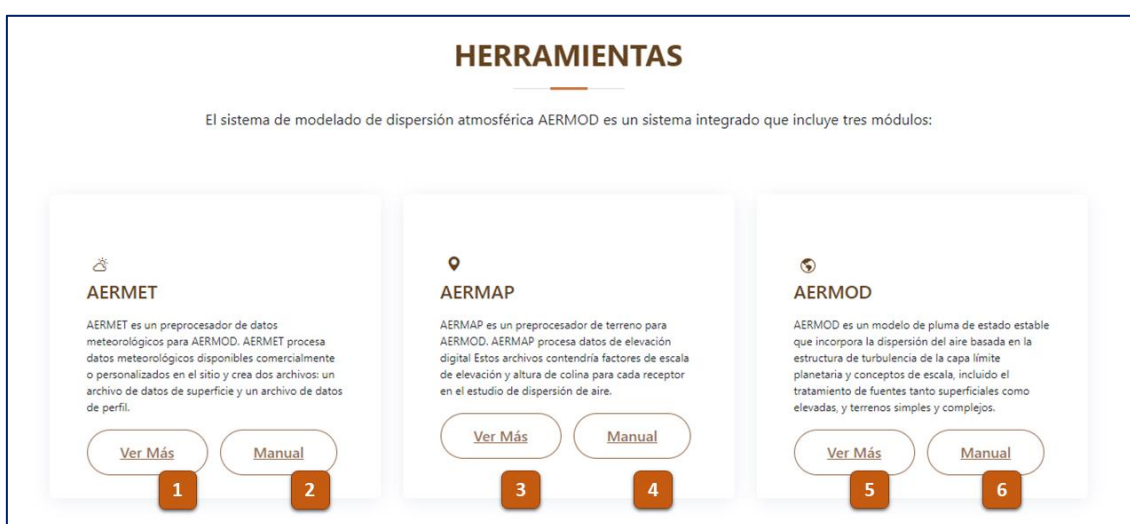 HERRAMIENTAS
El sistema de modelado de dispersión atmosférica AERMOD es un sistema integrado que incluye tres módulos:
AERMET
AERMET es un preprocesador de datos
meteorológicos para AERMOD. AERMET procesa
datos meteorológicos disponibles comercialmente
o personalizados en el sitio y crea dos archivos: un
archivo de datos de superficie y un archivo de datos
de perfil.
Ver Más
Manual
1
2
AERMAP
AERMAP es un preprocesador de terreno para
AERMOD. AERMAP procesa datos de elevación
digital Estos archivos contendría factores de escala
de elevación y altura de colina para cada receptor
en el estudio de dispersión de aire.
Ver Más
Manual
3
4
AERMOD
AERMOD es un modelo de pluma de estado estable
que incorpora la dispersión del aire basada en la
estructura de turbulencia de la capa límite
planetaria y conceptos de escala, incluido el
tratamiento de fuentes tanto superficiales como
elevadas, y terrenos simples y complejos.
Ver Más
Manual
5
6